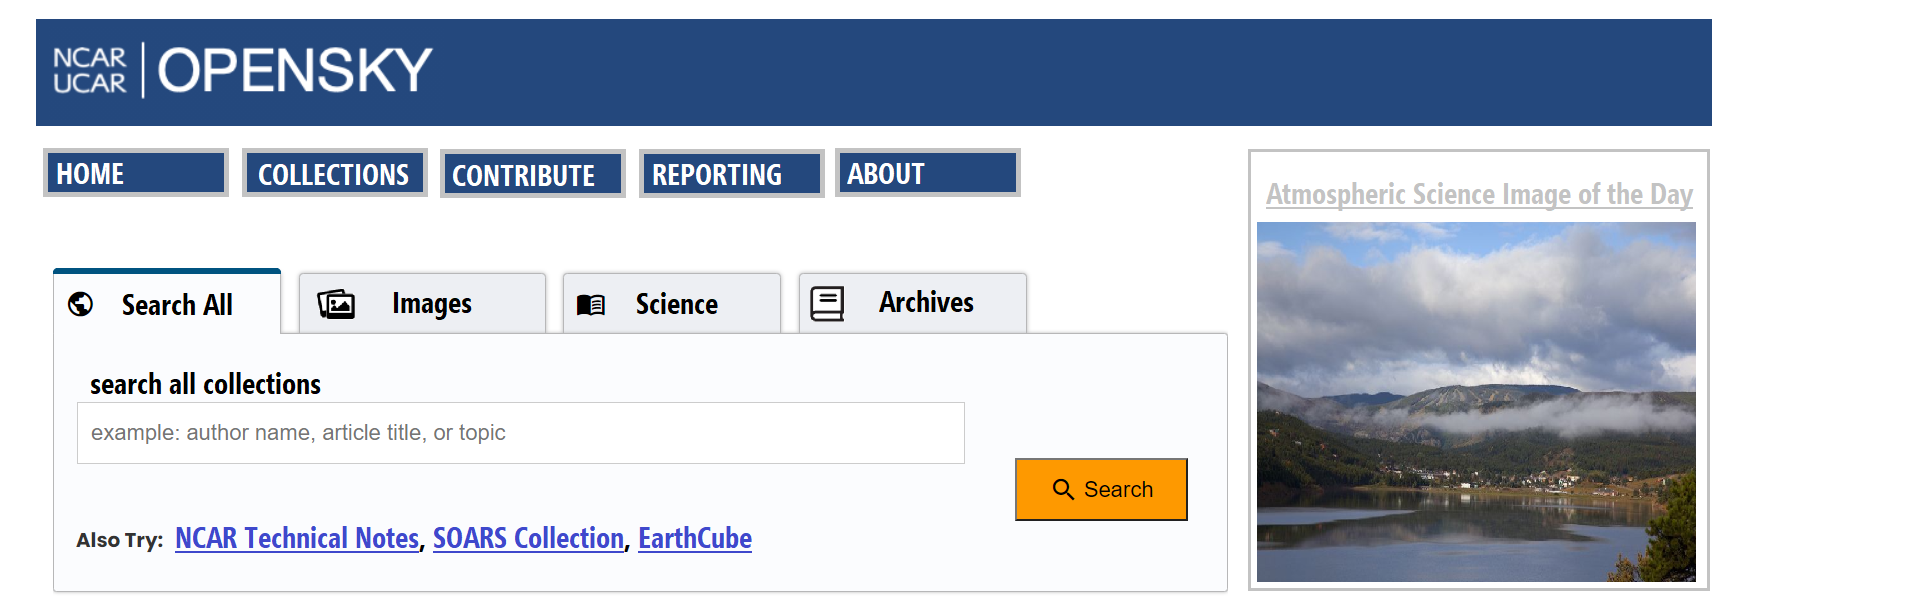 NCAR
UCAR
OPENSKY
HOME
COLLECTIONS
CONTRIBUTE
REPORTING
ABOUT
Atmospheric Science Image of the Day
Search All
Images
Science
Archives
search all collections
example: author name, article title, or topic
Search
Also Try: NCAR Technical Notes, SOARS Collection, EarthCube